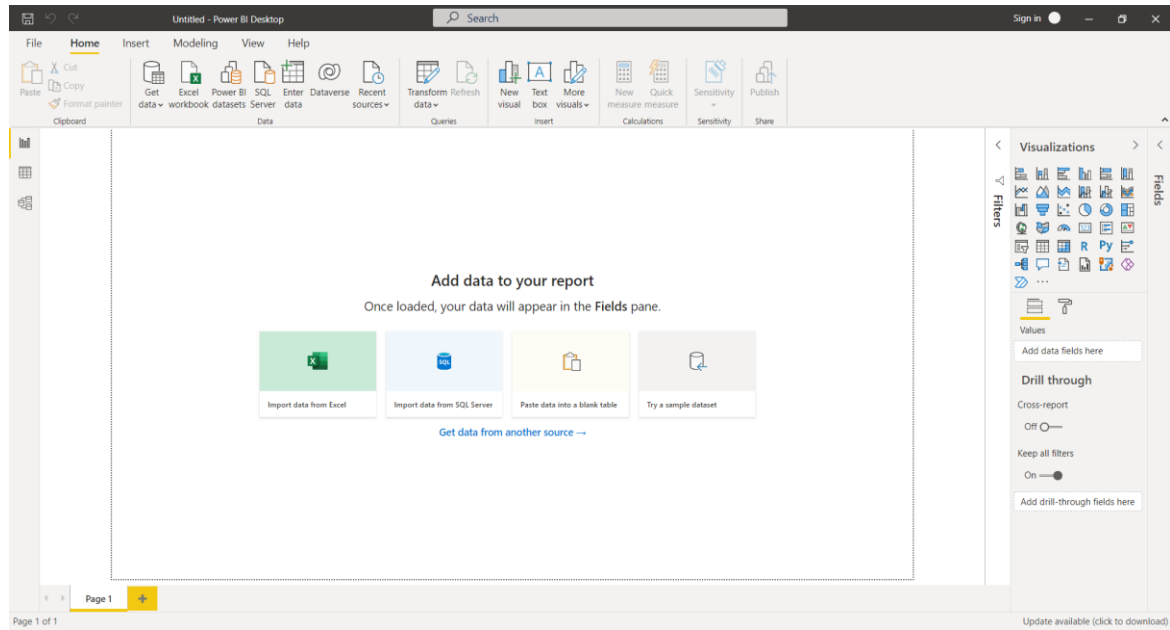 Untitled - Power BI Desktop
Search
Sign in
File Home Insert Modeling View Help
Paste
Cut
Copy
Format painter
Clipboard
Get data
Excel workbook
Power BI datasets
SQL Server
Enter data
Dataverse
Recent sources
Data
Transform data
Refresh
Queries
New visual
Text box
More visuals
Insert
New measure
Quick measure
Calculations
Sensitivity
Sensitivity
Publish
Share
Add data to your report
Once loaded, your data will appear in the Fields pane.
SQL
Import data from Excel
Import data from SQL Server
Paste data into a blank table
Try a sample dataset
Get data from another source →
Filters
Visualizations
R Py
Values
Add data fields here
Drill through
Cross-report
Off
Keep all filters
On
Add drill-through fields here
Fields
Page 1
Page 1 of 1
Update available (click to download)